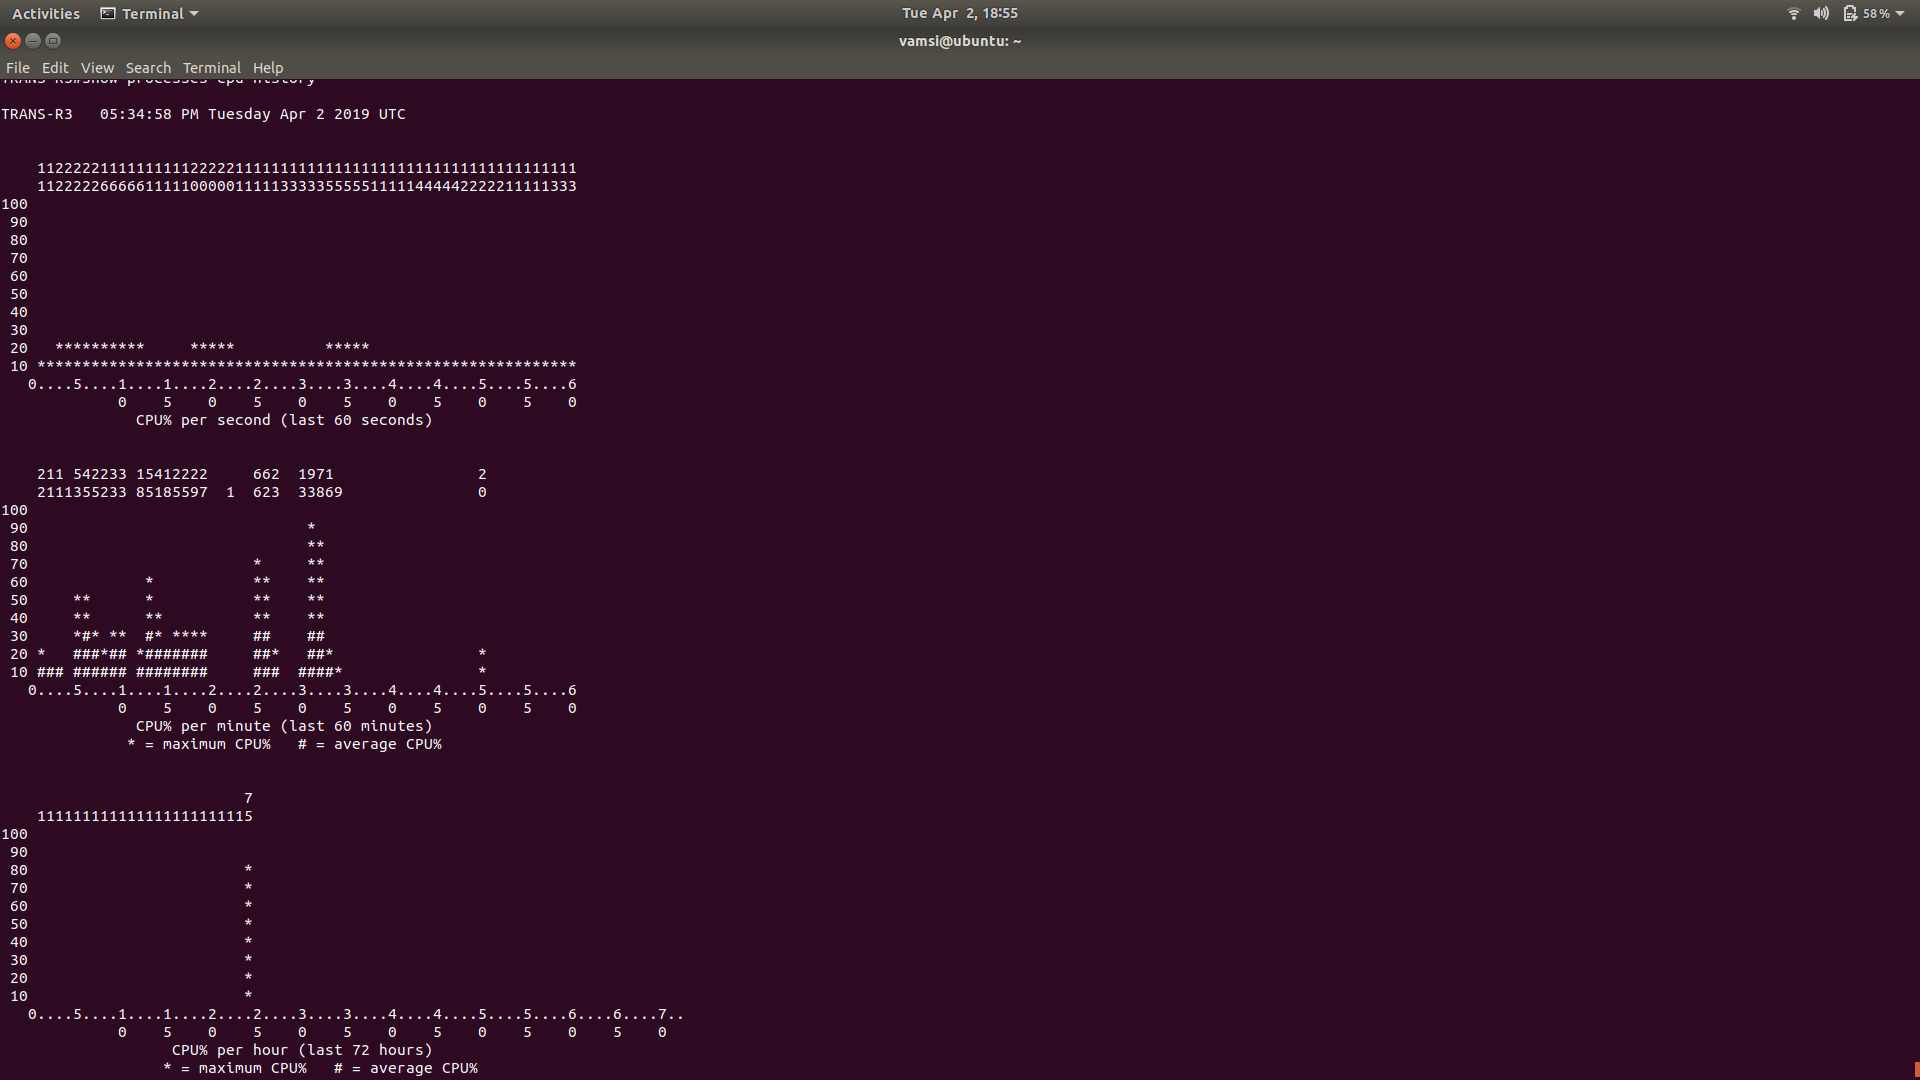 Activities Terminal Tue Apr 2, 18:55 58%
vamsi@ubuntu: ~
File Edit View Search Terminal Help
TRANS-R3#show processes cpu history
TRANS-R3   05:34:58 PM Tuesday Apr 2 2019 UTC
    112222211111111112222211111111111111111111111111111111111111
    112222266666111110000011111333335555511111444442222211111333
100
 90
 80
 70
 60
 50
 40
 30
 20   **********     *****          *****
 10 ************************************************************
   0....5....1....1....2....2....3....3....4....4....5....5....6
             0    5    0    5    0    5    0    5    0    5    0
               CPU% per second (last 60 seconds)
    211 542233 15412222     662  1971                2
    2111355233 85185597  1  623  33869               0
100
 90                               *
 80                               **
 70                         *     **
 60             *           **    **
 50     **      *           **    **
 40     **      **          **    **
 30     *#* **  #* ****     ##    ##
 20 *   ###*## *#######     ##*   ##*                *
 10 ### ###### ########     ###  ####*               *
   0....5....1....1....2....2....3....3....4....4....5....5....6
             0    5    0    5    0    5    0    5    0    5    0
               CPU% per minute (last 60 minutes)
              * = maximum CPU%   # = average CPU%
                           7
    111111111111111111111115
100
 90
 80                        *
 70                        *
 60                        *
 50                        *
 40                        *
 30                        *
 20                        *
 10                        *
   0....5....1....1....2....2....3....3....4....4....5....5....6....6....7..
             0    5    0    5    0    5    0    5    0    5    0    5    0
                   CPU% per hour (last 72 hours)
                  * = maximum CPU%   # = average CPU%